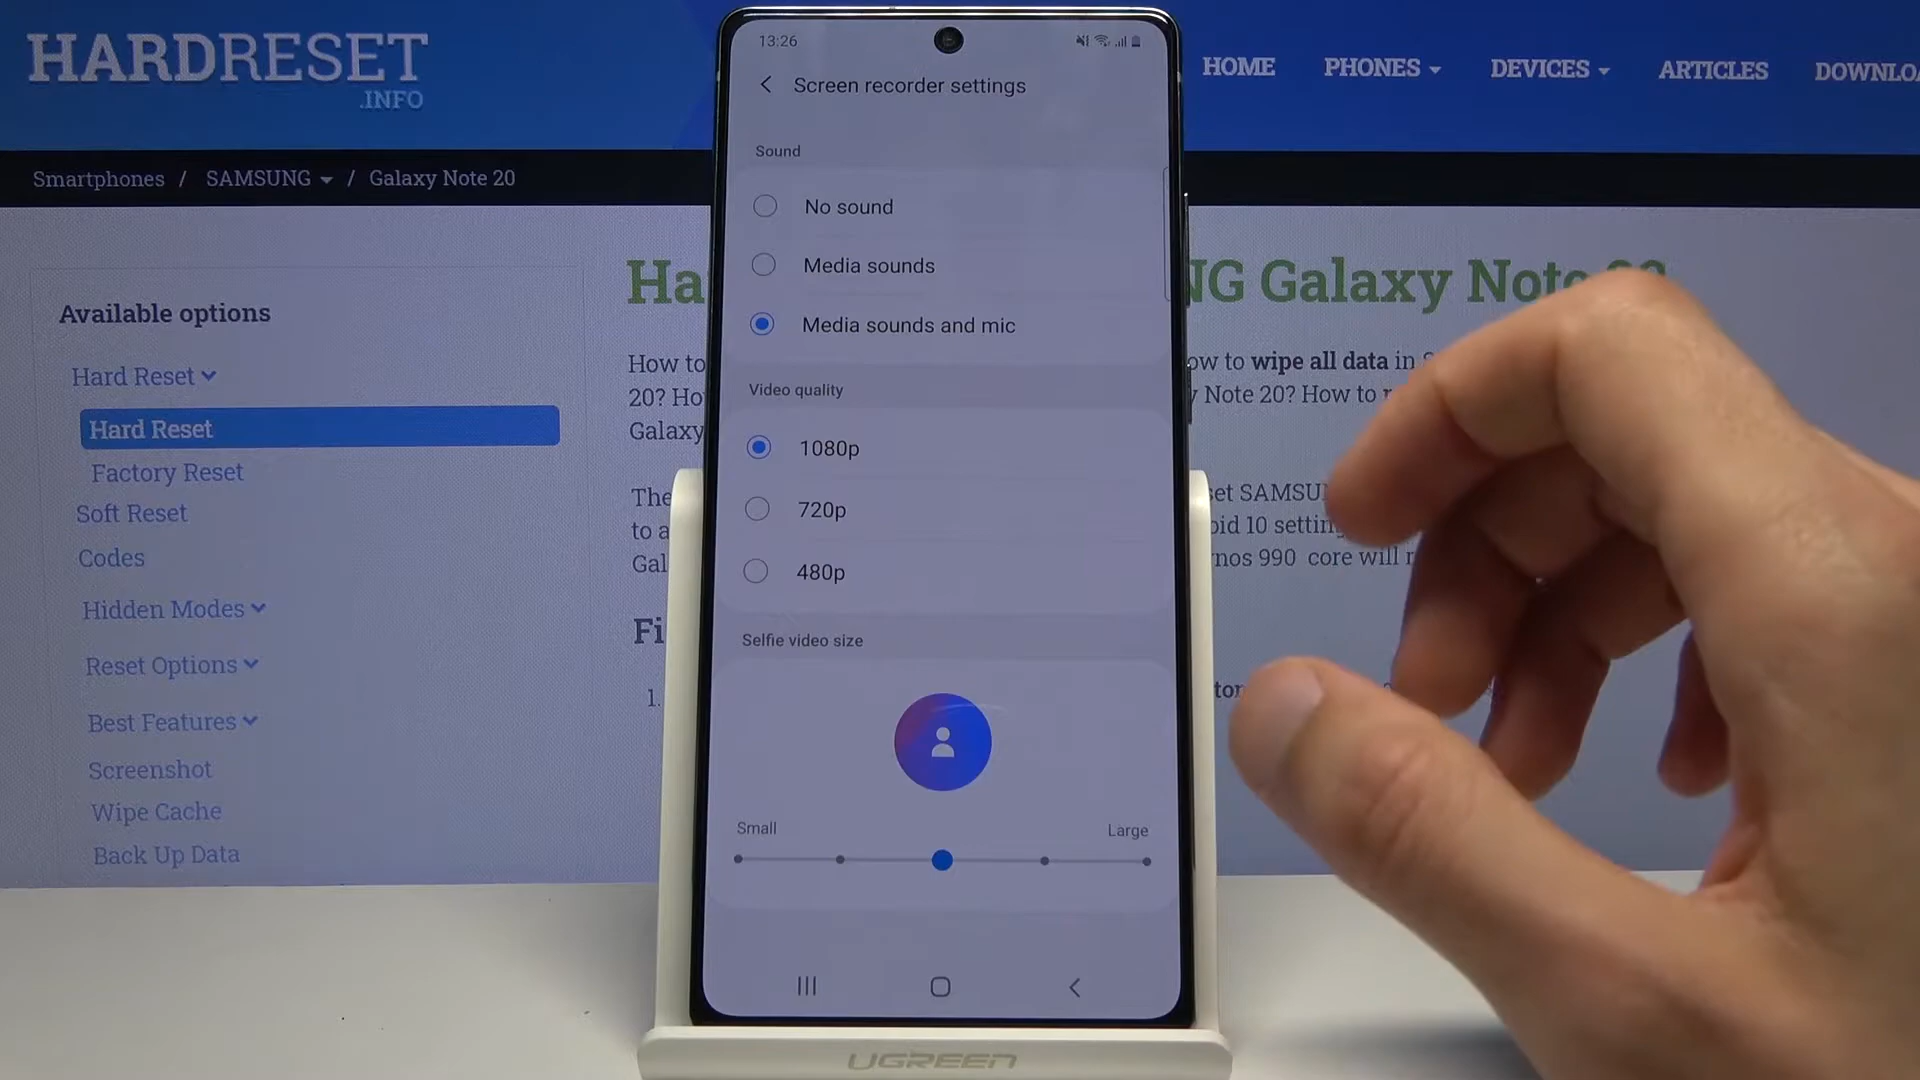 HARDRESET
.INFO
HOME PHONES DEVICES ARTICLES DOWNLOA
Smartphones / SAMSUNG / Galaxy Note 20
Available options
Hard Reset
Hard Reset
Factory Reset
Soft Reset
Codes
Hidden Modes
Reset Options
Best Features
Screenshot
Wipe Cache
Back Up Data
Ha
NG Galaxy Note
How to
ow to wipe all data in
20? Ho
Note 20? How to
Galaxy
The
set SAMSU
to a
oid 10 settin
Gal
nos 990 core will
Fi
1.
13:26
Screen recorder settings
Sound
No sound
Media sounds
Media sounds and mic
Video quality
1080p
720p
480p
Selfie video size
Small Large
UGREEN